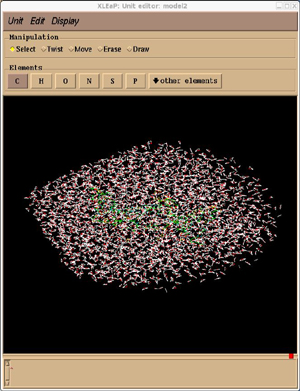 XLEaP: Unit editor: model2
Unit Edit Display
Manipulation
Select Twist Move Erase Draw
Elements
C H O N S P other elements